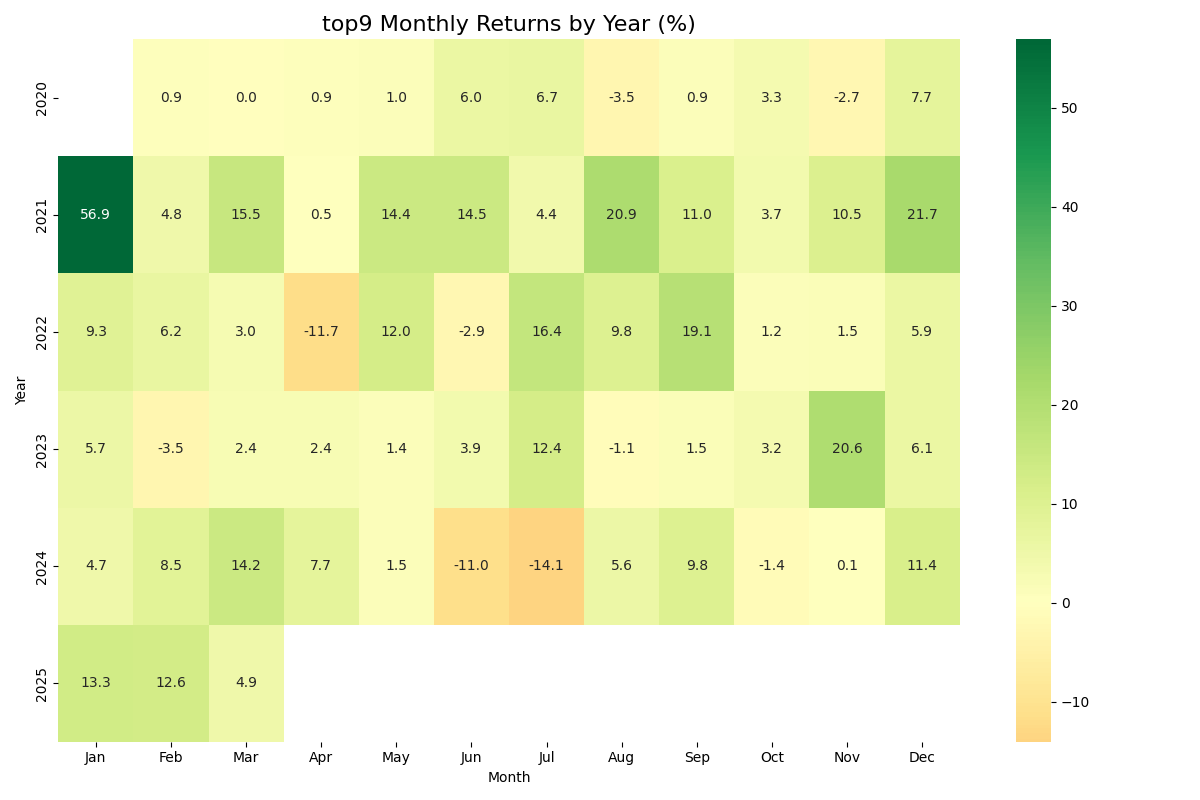 top9 Monthly Returns by Year (%)
2020 0.9 0.0 0.9 1.0 6.0 6.7 -3.5 0.9 3.3 -2.7 7.7
2021 56.9 4.8 15.5 0.5 14.4 14.5 4.4 20.9 11.0 3.7 10.5 21.7
2022 9.3 6.2 3.0 -11.7 12.0 -2.9 16.4 9.8 19.1 1.2 1.5 5.9
Year
2023 5.7 -3.5 2.4 2.4 1.4 3.9 12.4 -1.1 1.5 3.2 20.6 6.1
2024 4.7 8.5 14.2 7.7 1.5 -11.0 -14.1 5.6 9.8 -1.4 0.1 11.4
2025 13.3 12.6 4.9
Jan Feb Mar Apr May Jun Jul Aug Sep Oct Nov Dec
Month
50
40
30
20
10
0
−10